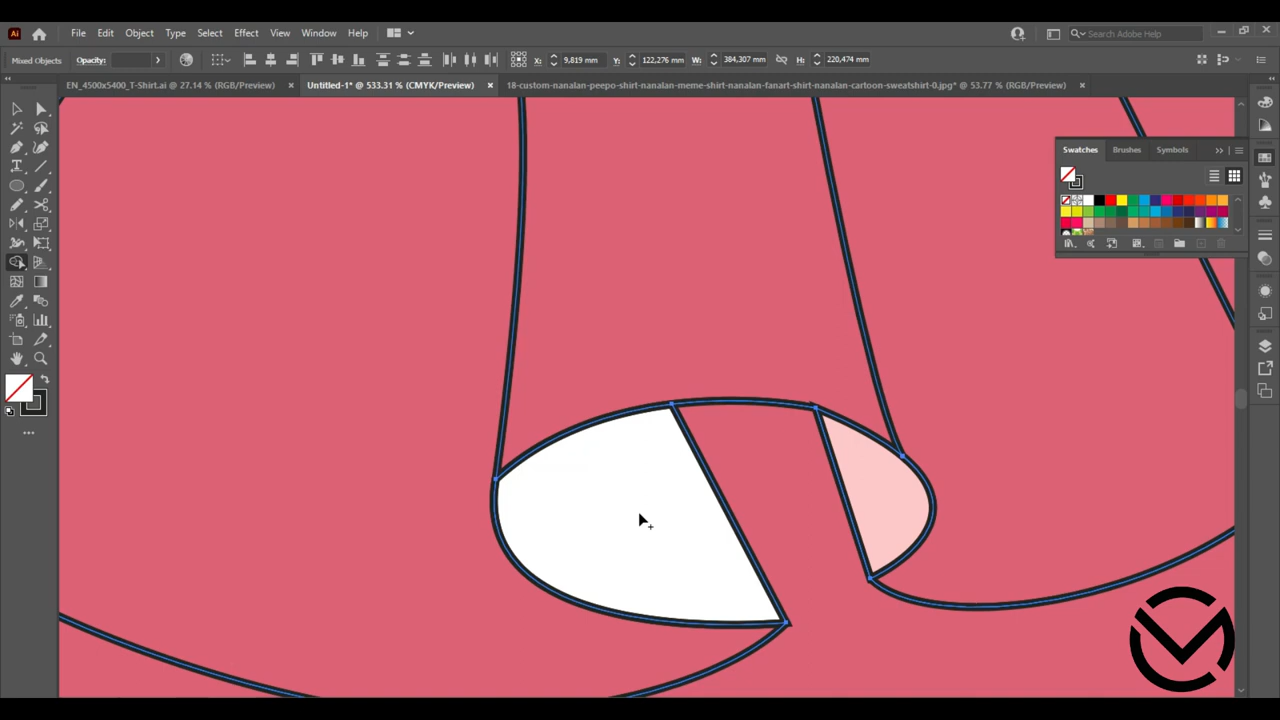 Ai File Edit Object Type Select Effect View Window Help Search Adobe Help
Mixed Objects Opacity: X: 9,819 mm Y: 122,276 mm W: 384,307 mm H: 220,474 mm
EN_4500x5400_T-Shirt.ai @ 27.14 % (RGB/Preview) × Untitled-1* @ 533.31 % (CMYK/Preview) × 18-custom-nanalan-peepo-shirt-nanalan-meme-shirt-nanalan-fanart-shirt-nanalan-cartoon-sweatshirt-0.jpg* @ 53.77 % (RGB/Preview) ×
Swatches Brushes Symbols